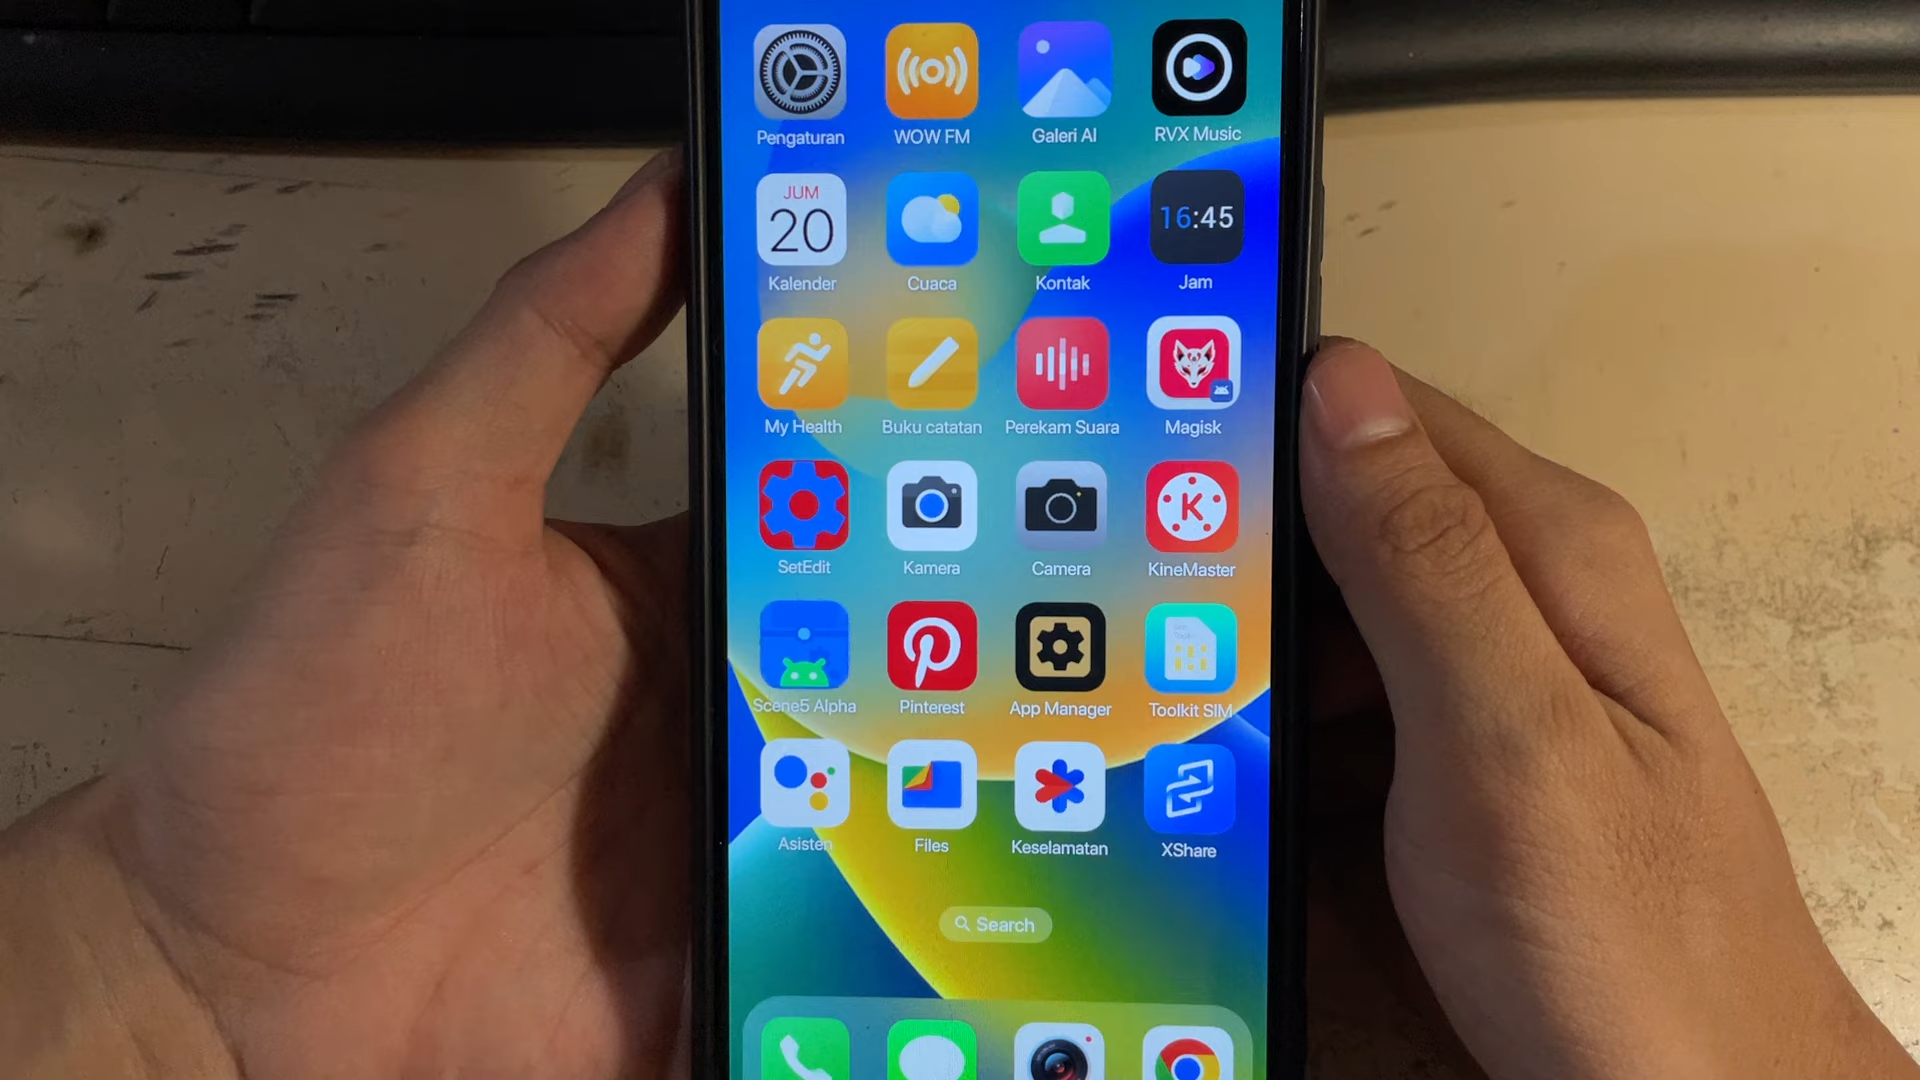 Pengaturan WOW FM Galeri AI RVX Music
JUM
20 16:45
Kalender Cuaca Kontak Jam
My Health Buku catatan Perekam Suara Magisk
K
SetEdit Kamera Camera KineMaster
Scene5 Alpha Pinterest App Manager Toolkit SIM
Asisten Files Keselamatan XShare
Search